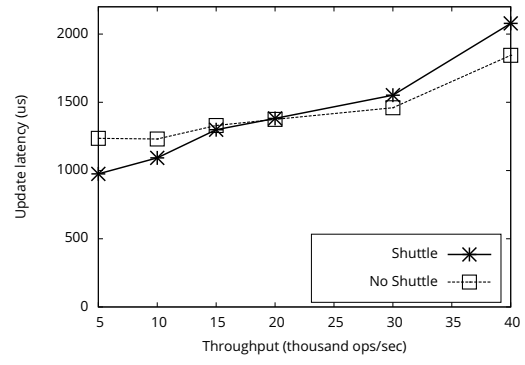 2000
1500
1000
500
0
Update latency (us)
Shuttle
No Shuttle
5 10 15 20 25 30 35 40
Throughput (thousand ops/sec)